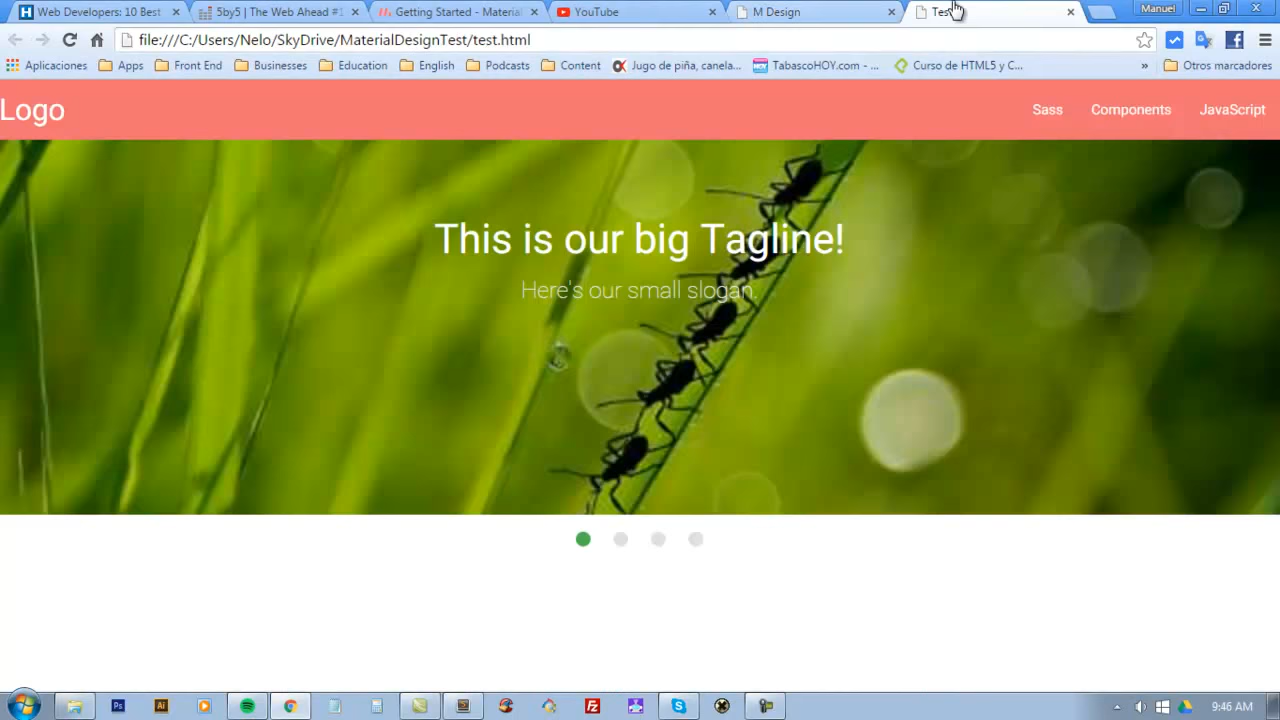 Web Developers: 10 Best
5by5 | The Web Ahead #1
Getting Started - Material
YouTube
M Design
Manuel
file:///C:/Users/Nelo/SkyDrive/MaterialDesignTest/test.html
Aplicaciones
Apps
Front End
Businesses
Education
English
Podcasts
Content
Jugo de piña, canela...
TabascoHOY.com - ...
Curso de HTML5 y C...
»
Otros marcadores
Logo
Sass
Components
JavaScript
This is our big Tagline!
Here's our small slogan.
9:46 AM